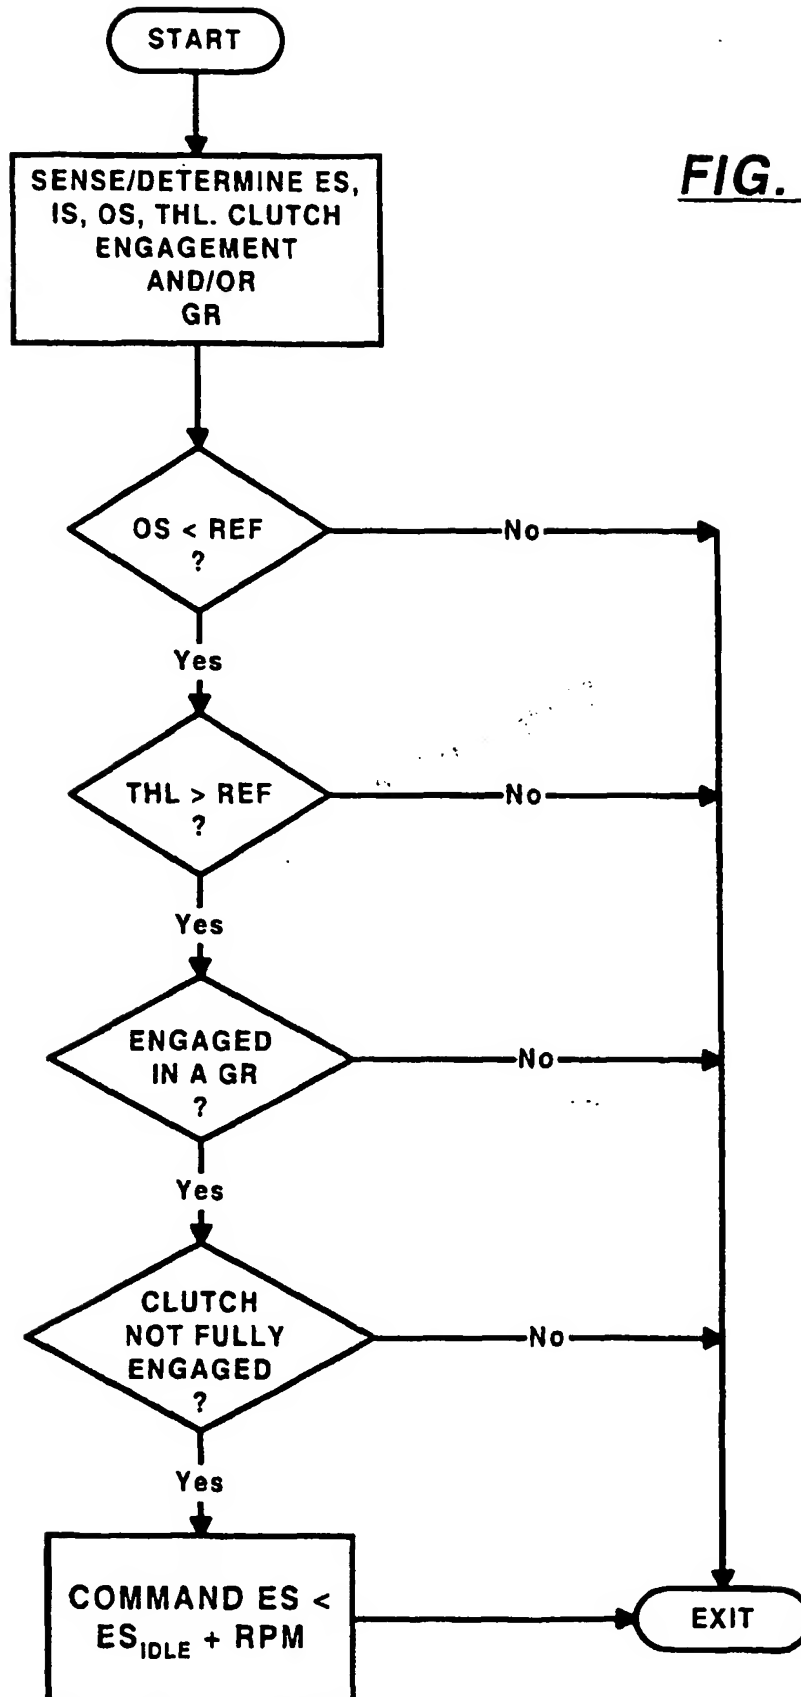 START
FIG.
SENSE/DETERMINE ES,
IS, OS, THL. CLUTCH
ENGAGEMENT
AND/OR
GR
OS < REF
?
No
Yes
THL > REF
?
No
Yes
ENGAGED
IN A GR
?
No
Yes
CLUTCH
NOT FULLY
ENGAGED
?
No
Yes
COMMAND ES <
ES_IDLE + RPM
EXIT